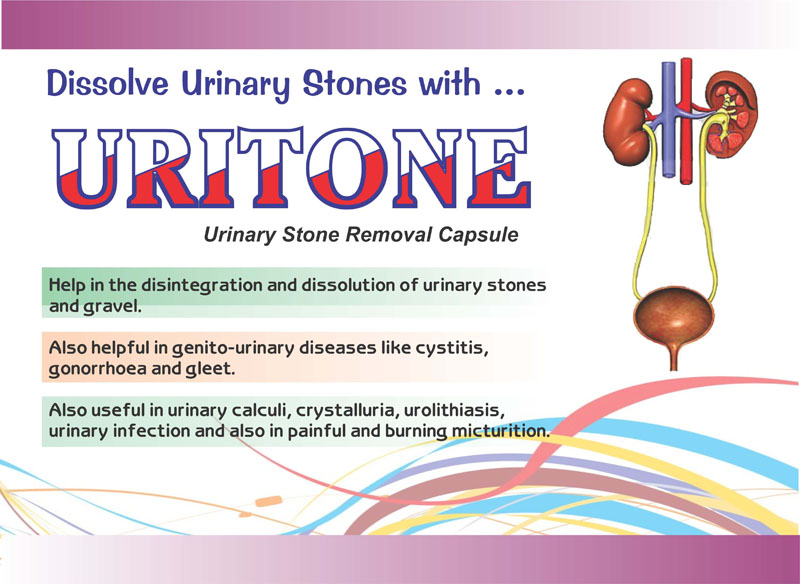 Dissolve Urinary Stones with ...
URITONE
Urinary Stone Removal Capsule
Help in the disintegration and dissolution of urinary stones
and gravel.
Also helpful in genito-urinary diseases like cystitis,
gonorrhoea and gleet.
Also useful in urinary calculi, crystalluria, urolithiasis,
urinary infection and also in painful and burning micturition.